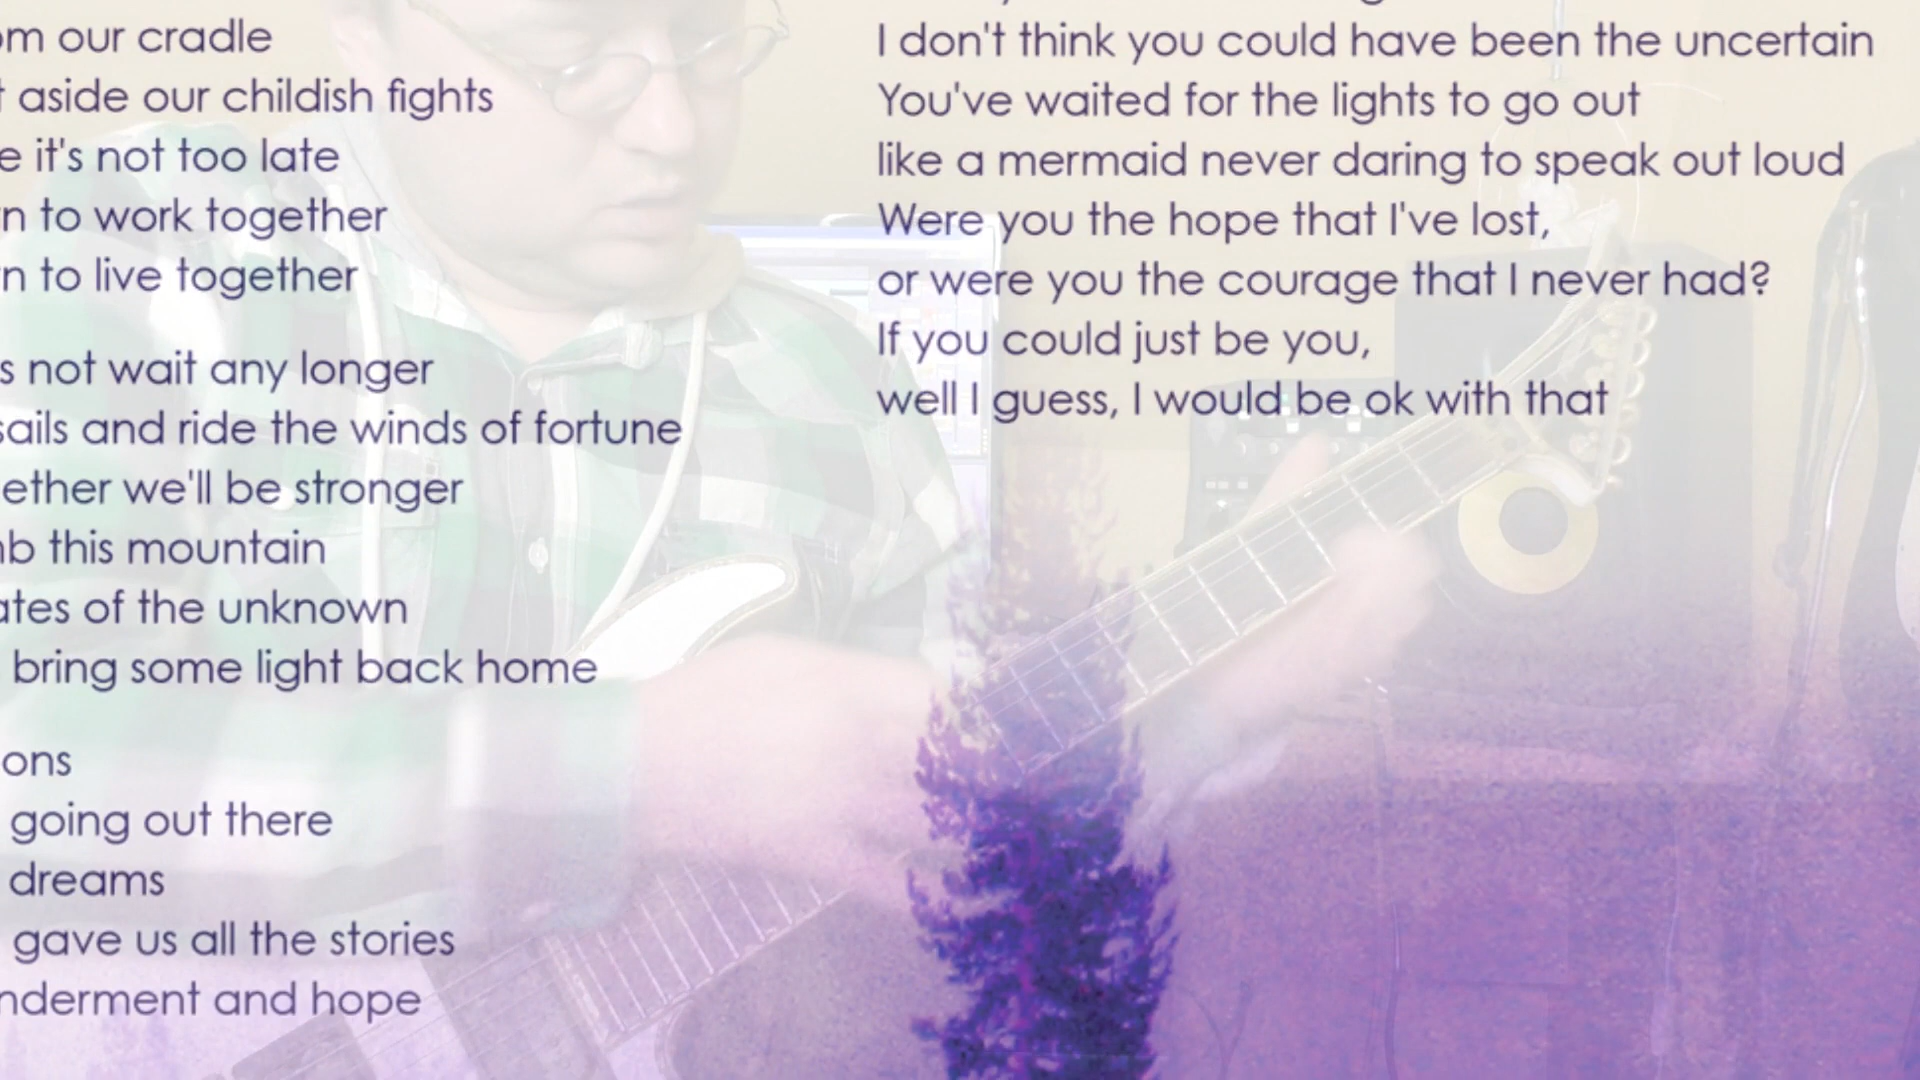 our cradle
aside our childish fights
it's not too late
to work together
to live together
not wait any longer
sails and ride the winds of fortune
we'll be stronger
this mountain
of the unknown
bring some light back home
going out there
dreams
gave us all the stories
and hope
I don't think you could have been the uncertain
You've waited for the lights to go out
like a mermaid never daring to speak out loud
Were you the hope that I've lost,
or were you the courage that I never had?
If you could just be you,
well I guess, I would be ok with that